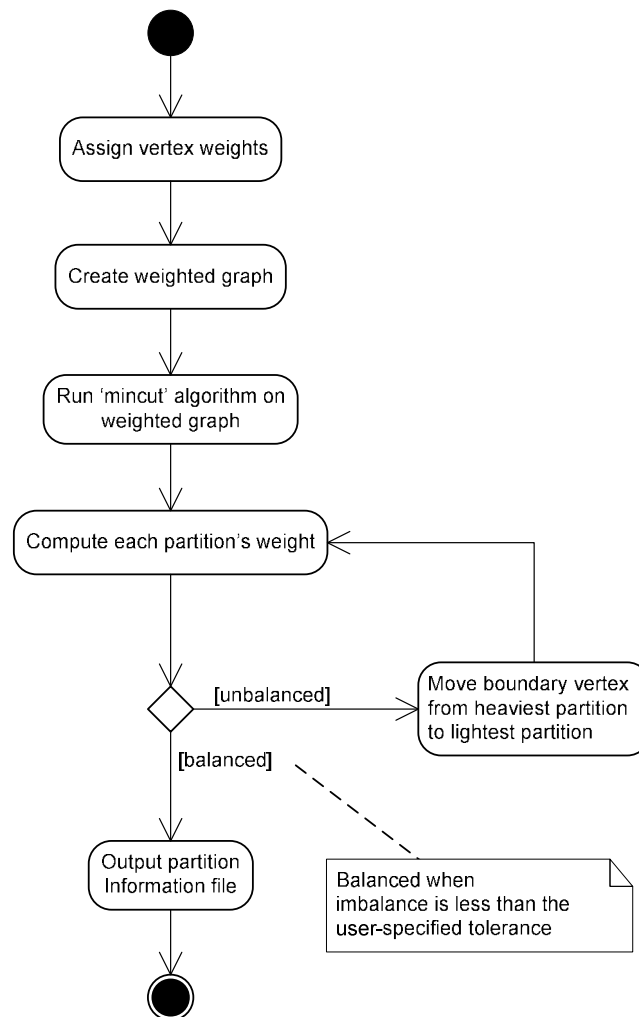 Assign vertex weights
Create weighted graph
Run ‘mincut’ algorithm on
weighted graph
Compute each partition’s weight
[unbalanced]
Move boundary vertex
from heaviest partition
to lightest partition
[balanced]
Output partition
Information file
Balanced when
imbalance is less than the
user-specified tolerance